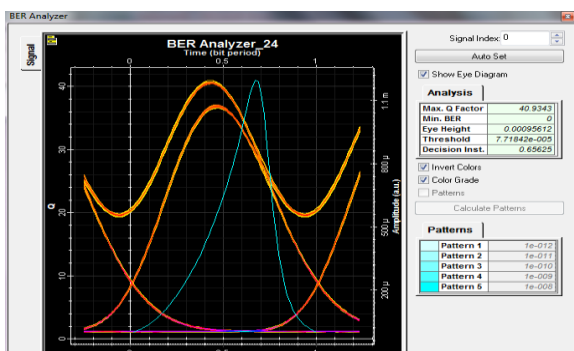 BER Analyzer
Signal
BER Analyzer_24
Time (bit period)
0 0.5 1
Q
40
30
20
10
0
Amplitude (a.u.)
1.1 m
800 µ
500 µ
200 µ
0 0.5 1
Signal Index: 0
Auto Set
Show Eye Diagram
Analysis
Max. Q Factor 40.9343
Min. BER 0
Eye Height 0.00095612
Threshold 7.71842e-005
Decision Inst. 0.65625
Invert Colors
Color Grade
Patterns
Calculate Patterns
Patterns
Pattern 1 1e-012
Pattern 2 1e-011
Pattern 3 1e-010
Pattern 4 1e-009
Pattern 5 1e-008